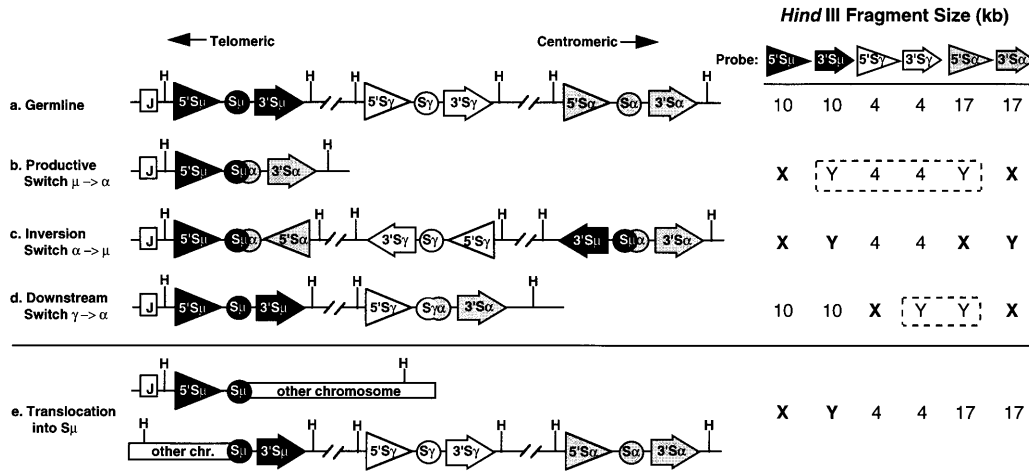 Hind III Fragment Size (kb)
Telomeric Centromeric
Probe: 5'Sμ 3'Sμ 5'Sγ 3'Sγ 5'Sα 3'Sα
H H H H H H
a. Germline J 5'Sμ Sμ 3'Sμ 5'Sγ Sγ 3'Sγ 5'Sα Sα 3'Sα 10 10 4 4 17 17
H H
b. Productive J 5'Sμ Sμ α 3'Sα X Y 4 4 Y X
Switch μ -> α
H H H H H H
c. Inversion J 5'Sμ Sμ α 5'Sα 3'Sγ Sγ 5'Sγ 3'Sμ Sμ α 3'Sα X Y 4 4 X Y
Switch α -> μ
H H H H
d. Downstream J 5'Sμ Sμ 3'Sμ 5'Sγ Sγα 3'Sα 10 10 X Y Y X
Switch γ -> α
H H
J 5'Sμ Sμ other chromosome
e. Translocation X Y 4 4 17 17
into Sμ
H H H H H H
other chr. Sμ 3'Sμ 5'Sγ Sγ 3'Sγ 5'Sα Sα 3'Sα